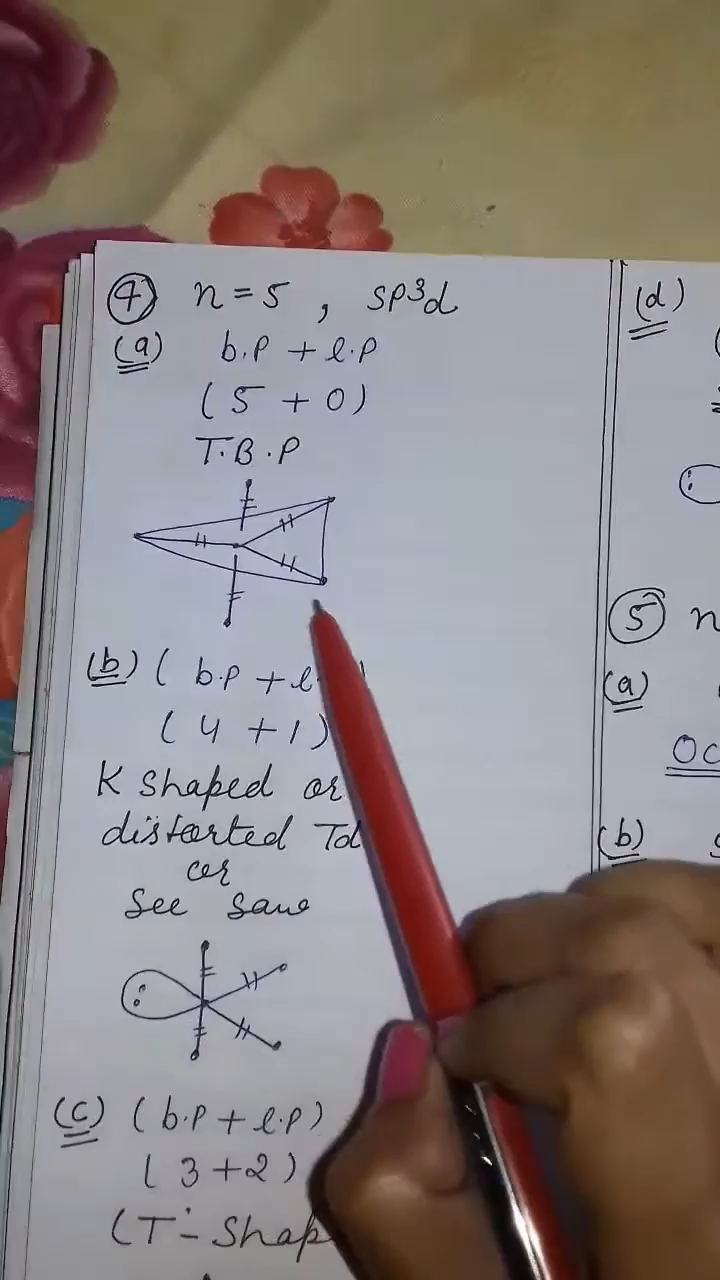 ④ n = 5 , sp³d
(a) b.p + l.p
( 5 + 0 )
T.B.P
(b) ( b.p + l
( 4 + 1 )
K shaped or
distorted Td
or
See Saw
(c) ( b.p + l.p )
( 3 + 2 )
(T - Shap
(d)
⑤ n
(a)
Oc
(b)